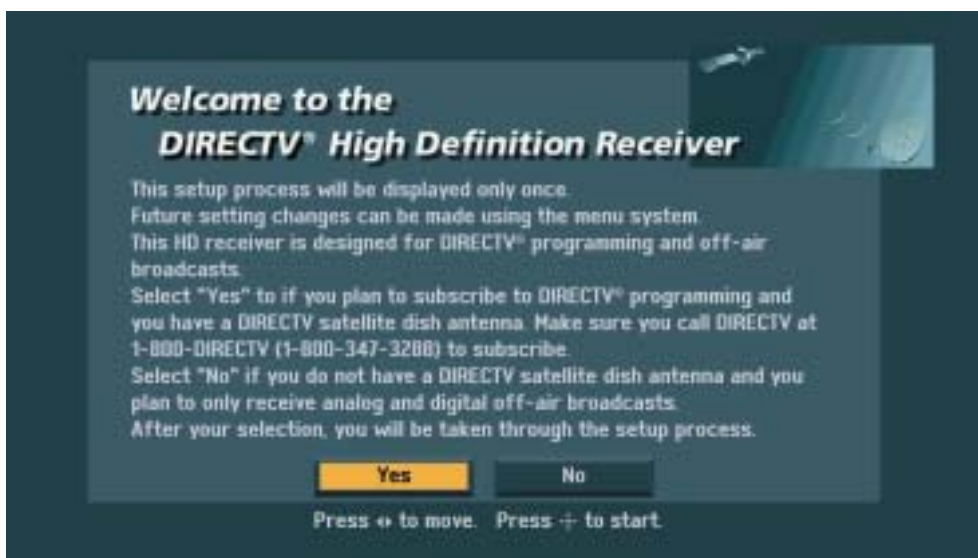 Welcome to the
DIRECTV® High Definition Receiver
This setup process will be displayed only once.
Future setting changes can be made using the menu system.
This HD receiver is designed for DIRECTV® programming and off-air
broadcasts.
Select "Yes" to if you plan to subscribe to DIRECTV® programming and
you have a DIRECTV satellite dish antenna. Make sure you call DIRECTV at
1-800-DIRECTV (1-800-347-3288) to subscribe.
Select "No" if you do not have a DIRECTV satellite dish antenna and you
plan to only receive analog and digital off-air broadcasts.
After your selection, you will be taken through the setup process.
Yes No
Press ↔ to move. Press ✢ to start.